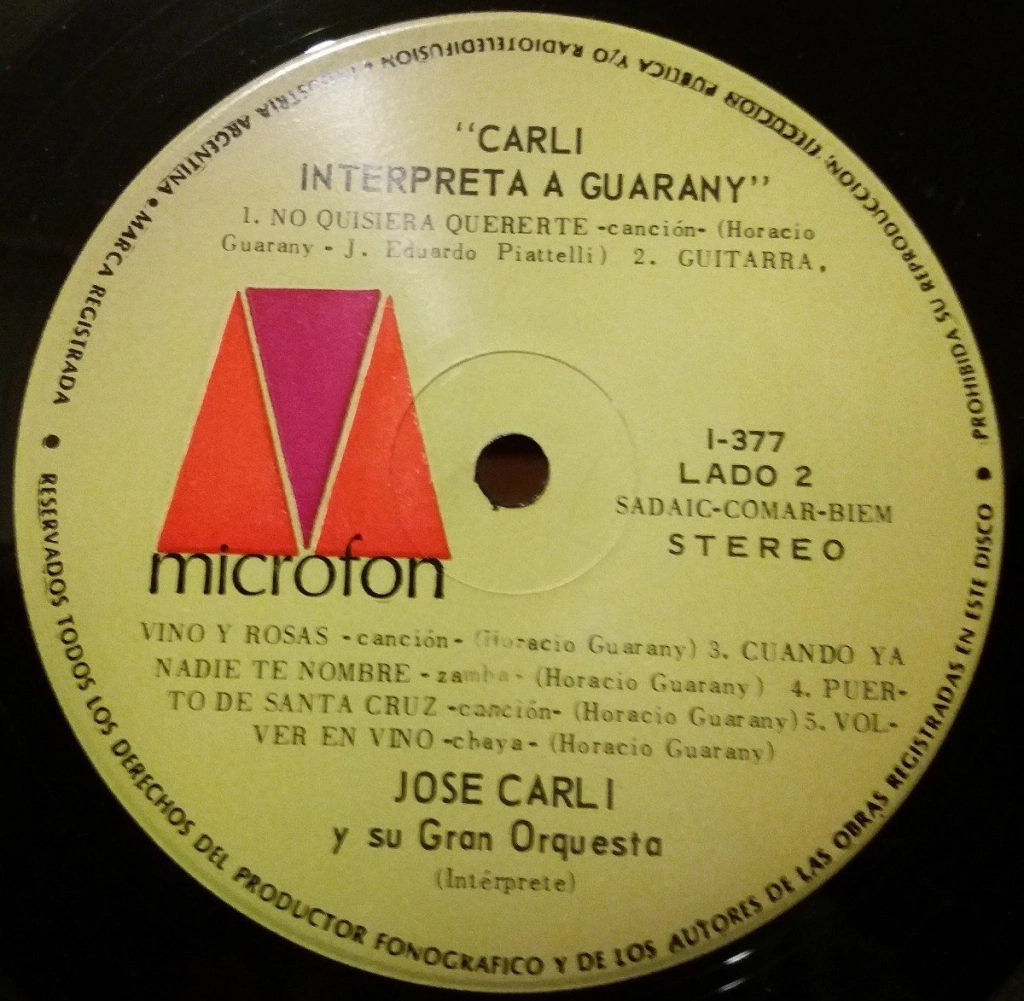 "CARLI
INTERPRETA A GUARANY"
1. NO QUISIERA QUERERTE -canción- (Horacio
Guarany - J. Eduardo Piattelli) 2. GUITARRA,
I-377
LADO 2
SADAIC-COMAR-BIEM
STEREO
microfon
VINO Y ROSAS -canción- (Horacio Guarany) 3. CUANDO YA
NADIE TE NOMBRE -zamba- (Horacio Guarany) 4. PUER-
TO DE SANTA CRUZ -canción- (Horacio Guarany) 5. VOL-
VER EN VINO -chaya- (Horacio Guarany)
JOSE CARLI
y su Gran Orquesta
(Intérprete)
RESERVADOS TODOS LOS DERECHOS DEL PRODUCTOR FONOGRAFICO Y DE LOS AUTORES DE LAS OBRAS REGISTRADAS EN ESTE DISCO • PROHIBIDA SU REPRODUCCION, EJECUCION PUBLICA Y/O RADIOTELEDIFUSION • INDUSTRIA ARGENTINA • MARCA REGISTRADA •